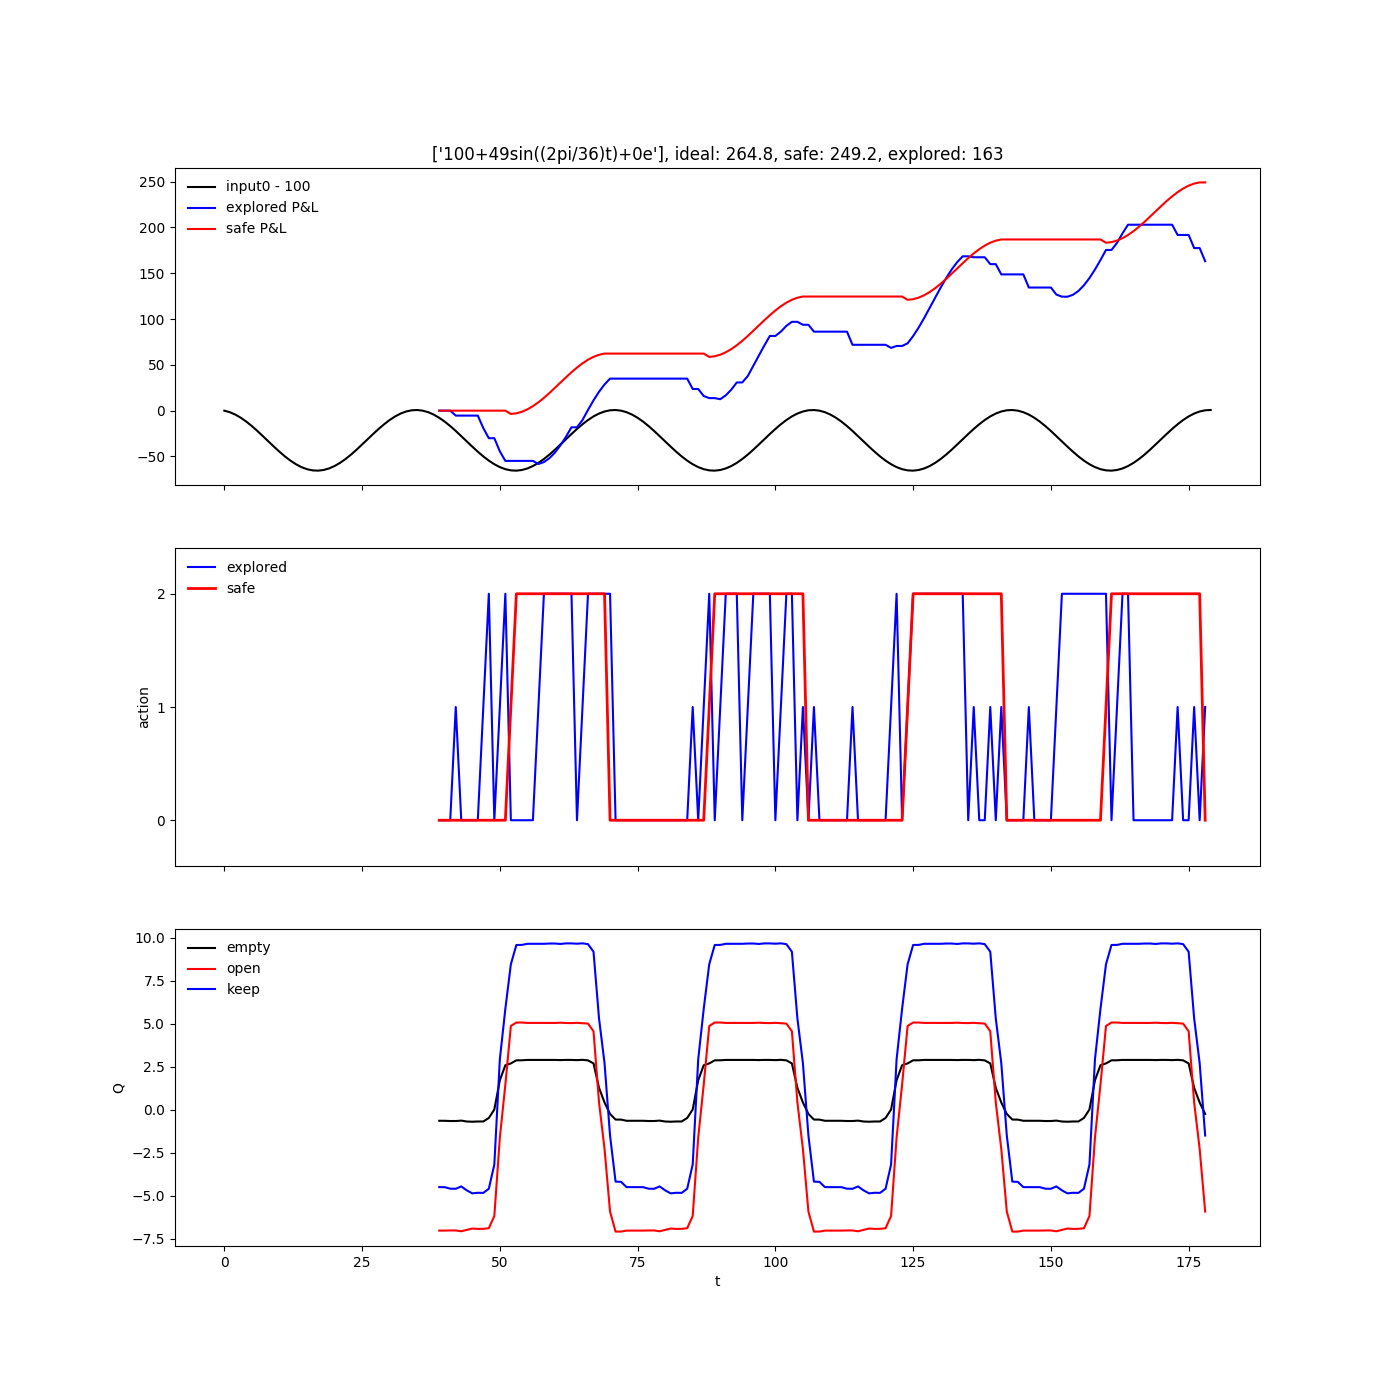 ['100+49sin((2pi/36)t)+0e'], ideal: 264.8, safe: 249.2, explored: 163
250
200
150
100
50
0
−50
input0 - 100
explored P&L
safe P&L
2
1
0
action
explored
safe
10.0
7.5
5.0
2.5
0.0
−2.5
−5.0
−7.5
Q
empty
open
keep
0 25 50 75 100 125 150 175
t